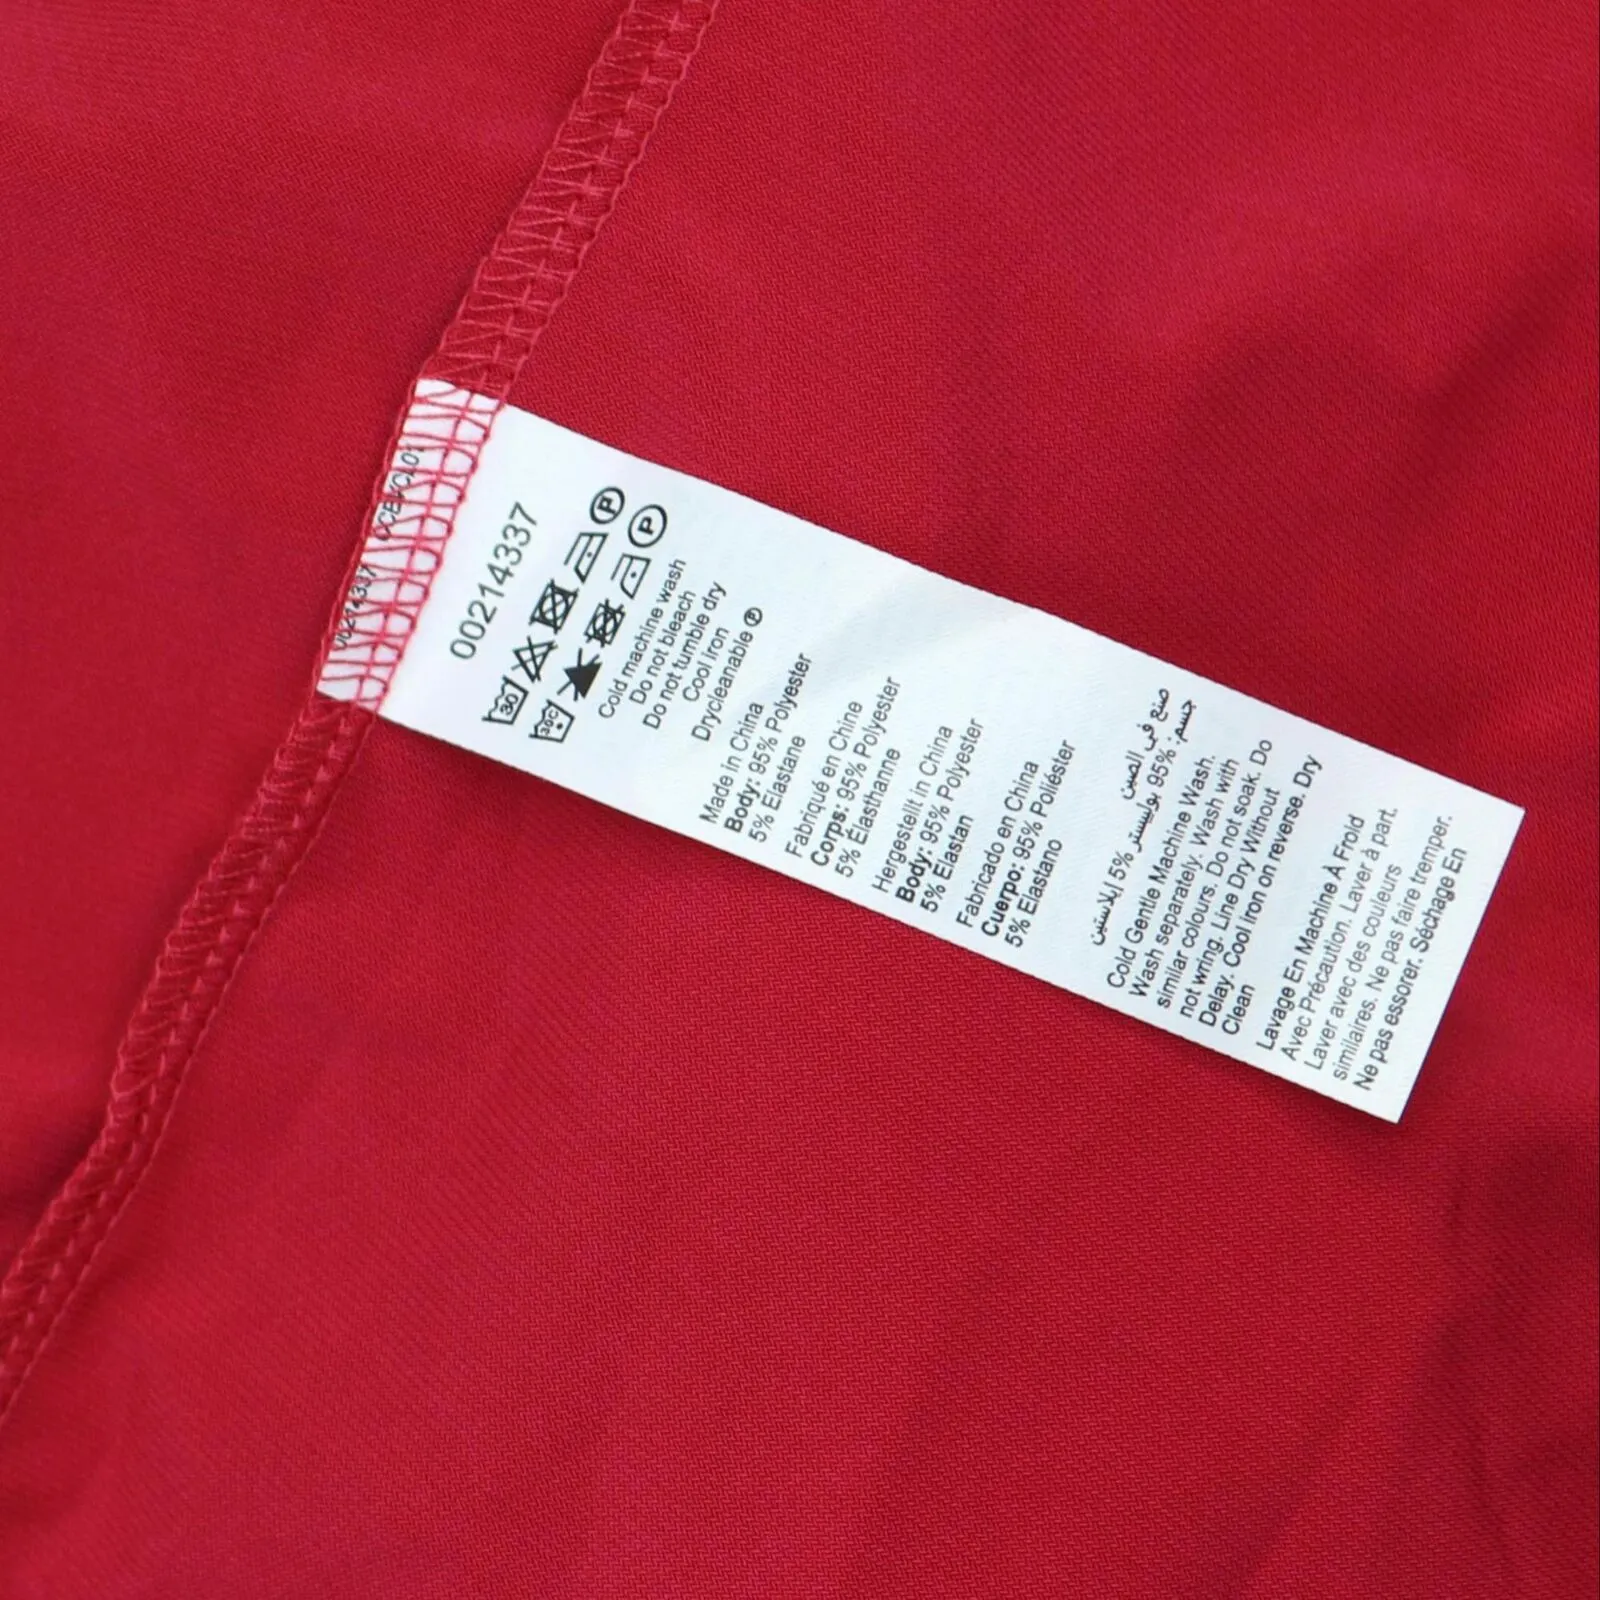 00214337
30
P
30C
P
Cold machine wash
Do not bleach
Do not tumble dry
Cool iron
Drycleanable Ⓟ
Made in China
Body: 95% Polyester
5% Elastane
Fabriqué en Chine
Corps: 95% Polyester
5% Élasthanne
Hergestellt in China
Body: 95% Polyester
5% Elastan
Fabricado en China
Cuerpo: 95% Poliéster
5% Elastano
صنع في الصين
جسم: 95% بوليستر 5% ايلاستين
Cold Gentle Machine Wash.
Wash separately. Wash with
similar colours. Do not soak. Do
not wring. Line Dry Without
Delay. Cool Iron on reverse. Dry
Clean
Lavage En Machine À Froid
Avec Précaution. Laver à part.
Laver avec des couleurs
similaires. Ne pas faire tremper.
Ne pas essorer. Séchage En
00214337